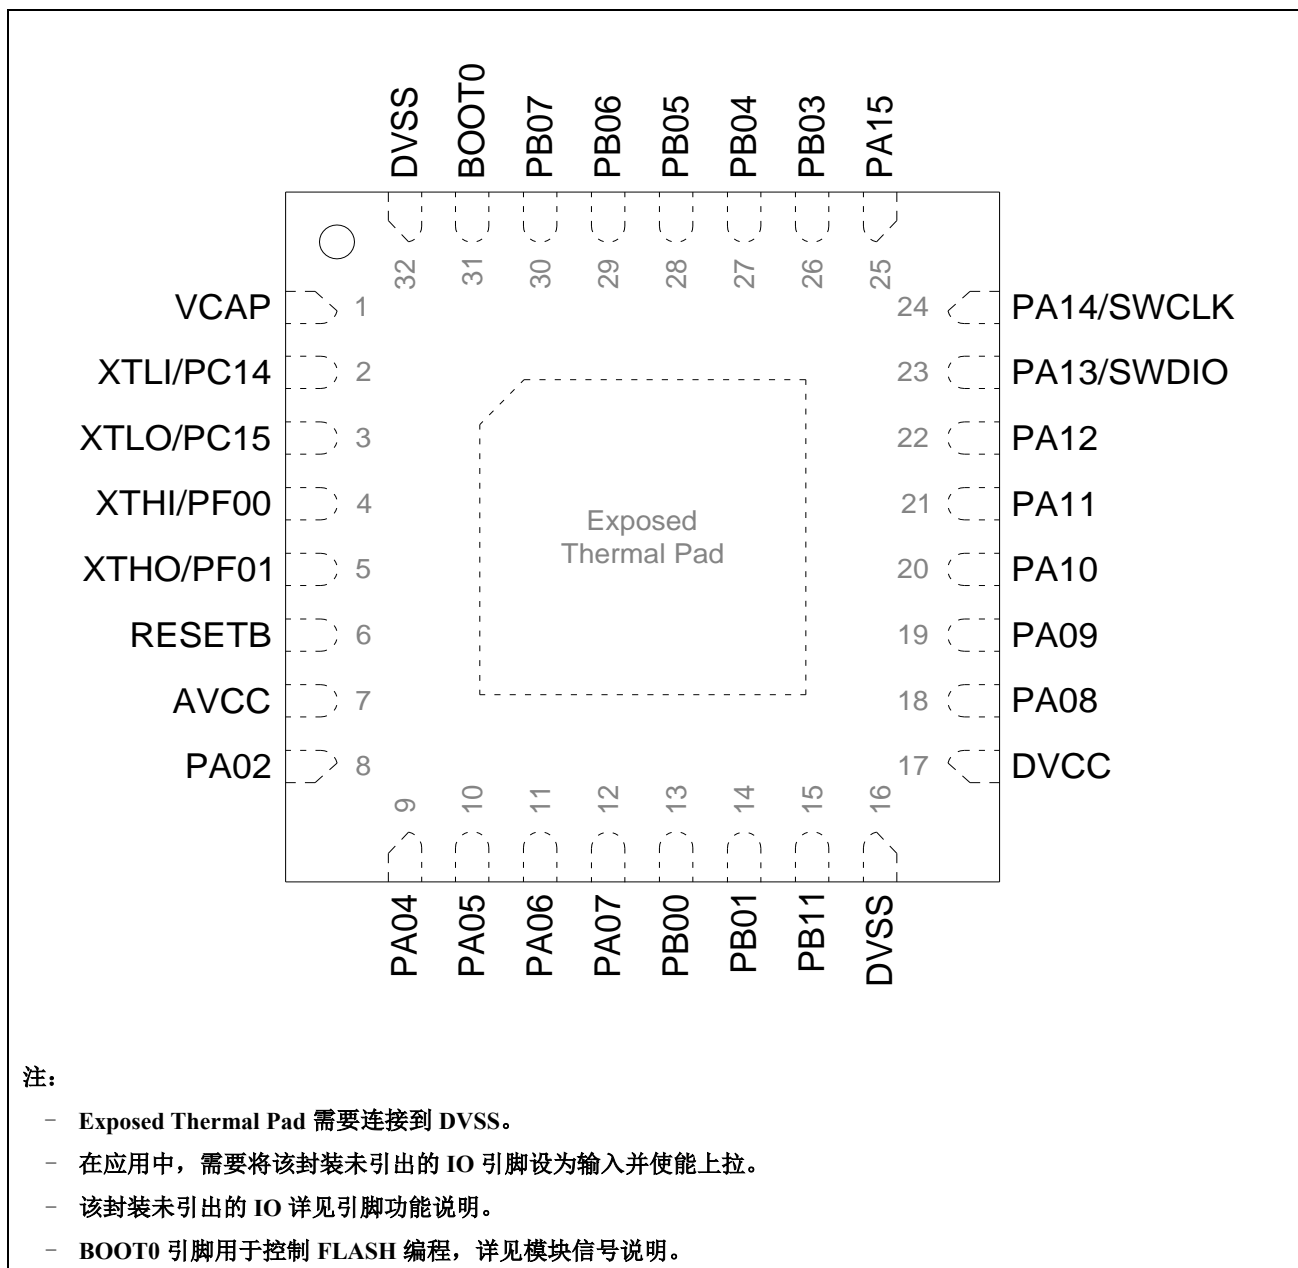 DVSS
BOOT0
PB07
PB06
PB05
PB04
PB03
PA15
32
31
30
29
28
27
26
25
VCAP 1
XTLI/PC14 2
XTLO/PC15 3
XTHI/PF00 4
XTHO/PF01 5
RESETB 6
AVCC 7
PA02 8
24 PA14/SWCLK
23 PA13/SWDIO
22 PA12
21 PA11
20 PA10
19 PA09
18 PA08
17 DVCC
Exposed
Thermal Pad
9
10
11
12
13
14
15
16
PA04
PA05
PA06
PA07
PB00
PB01
PB11
DVSS
注：
－ Exposed Thermal Pad 需要连接到 DVSS。
－ 在应用中，需要将该封装未引出的 IO 引脚设为输入并使能上拉。
－ 该封装未引出的 IO 详见引脚功能说明。
－ BOOT0 引脚用于控制 FLASH 编程，详见模块信号说明。